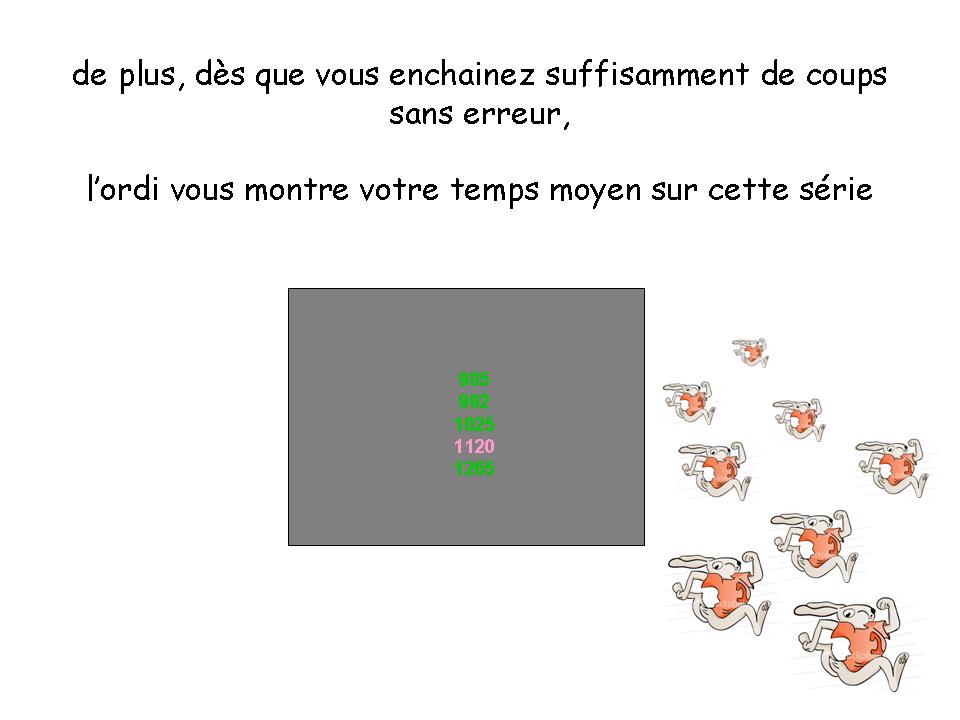 de plus, dès que vous enchainez suffisamment de coups
sans erreur,
l'ordi vous montre votre temps moyen sur cette série
985
992
1025
1120
1265